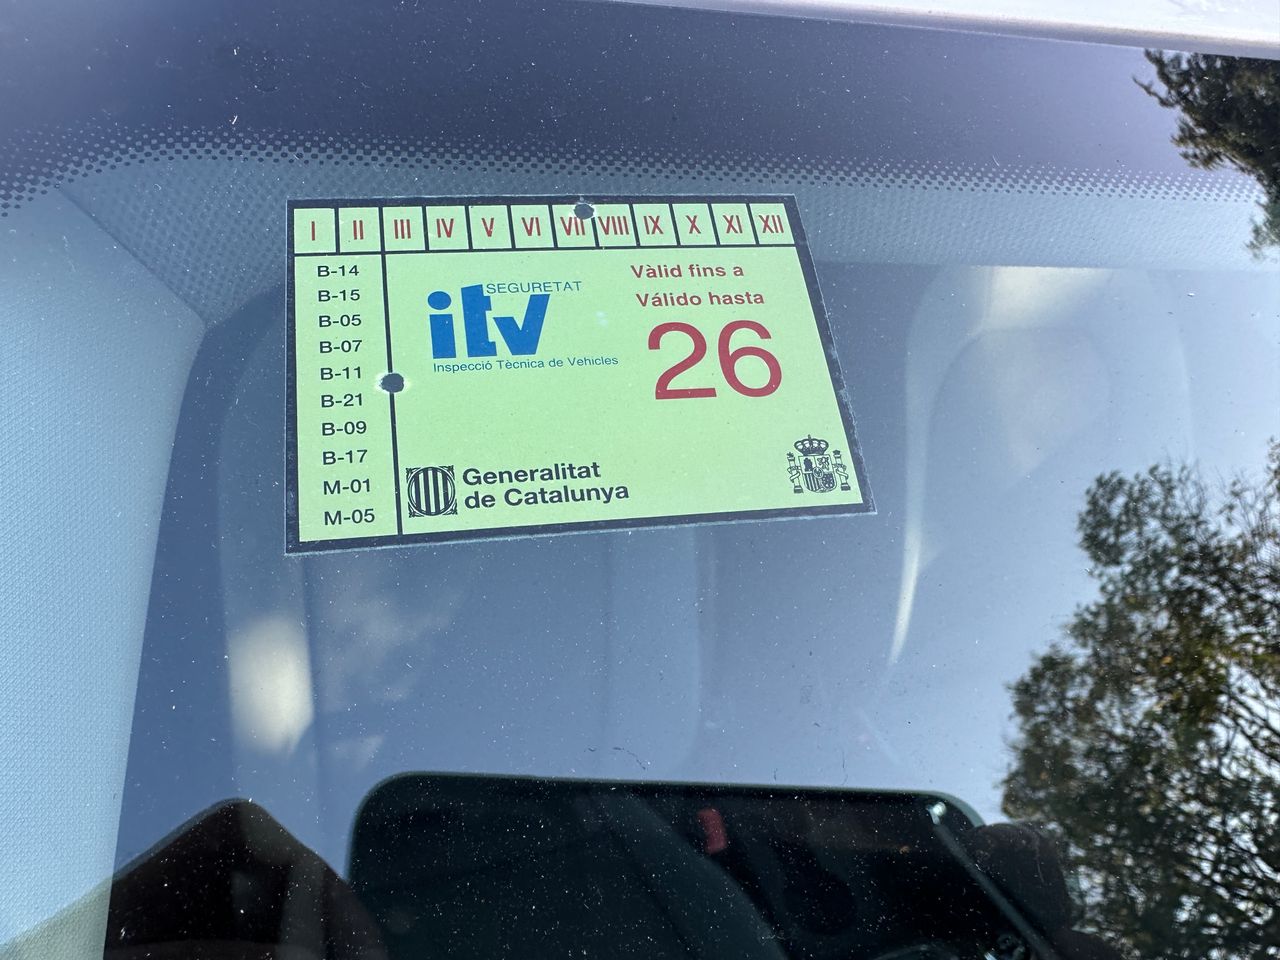 I II III IV V VI VII VIII IX X XI XII
B-14
B-15
B-05
B-07
B-11
B-21
B-09
B-17
M-01
M-05
SEGURETAT
itv
Inspecció Tècnica de Vehicles
Vàlid fins a
Válido hasta
26
Generalitat
de Catalunya